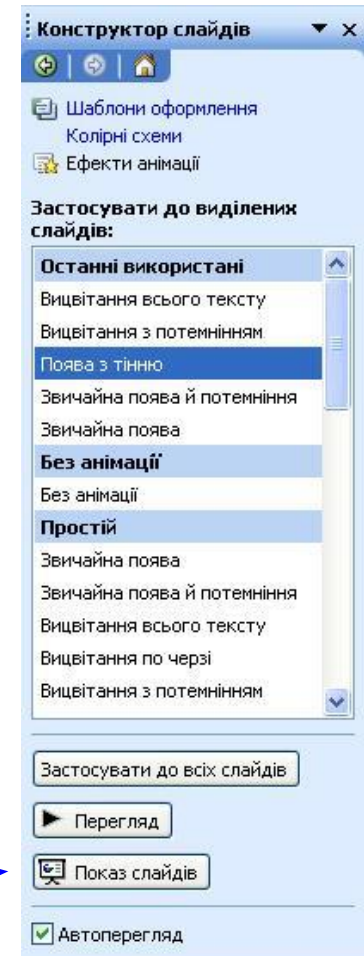 Конструктор слайдів
Шаблони оформлення
Колірні схеми
Ефекти анімації
Застосувати до виділених
слайдів:
Останні використані
Вицвітання всього тексту
Вицвітання з потемнінням
Поява з тінню
Звичайна поява й потемніння
Звичайна поява
Без анімації
Без анімації
Простій
Звичайна поява
Звичайна поява й потемніння
Вицвітання всього тексту
Вицвітання по черзі
Вицвітання з потемнінням
Застосувати до всіх слайдів
Перегляд
Показ слайдів
Автоперегляд